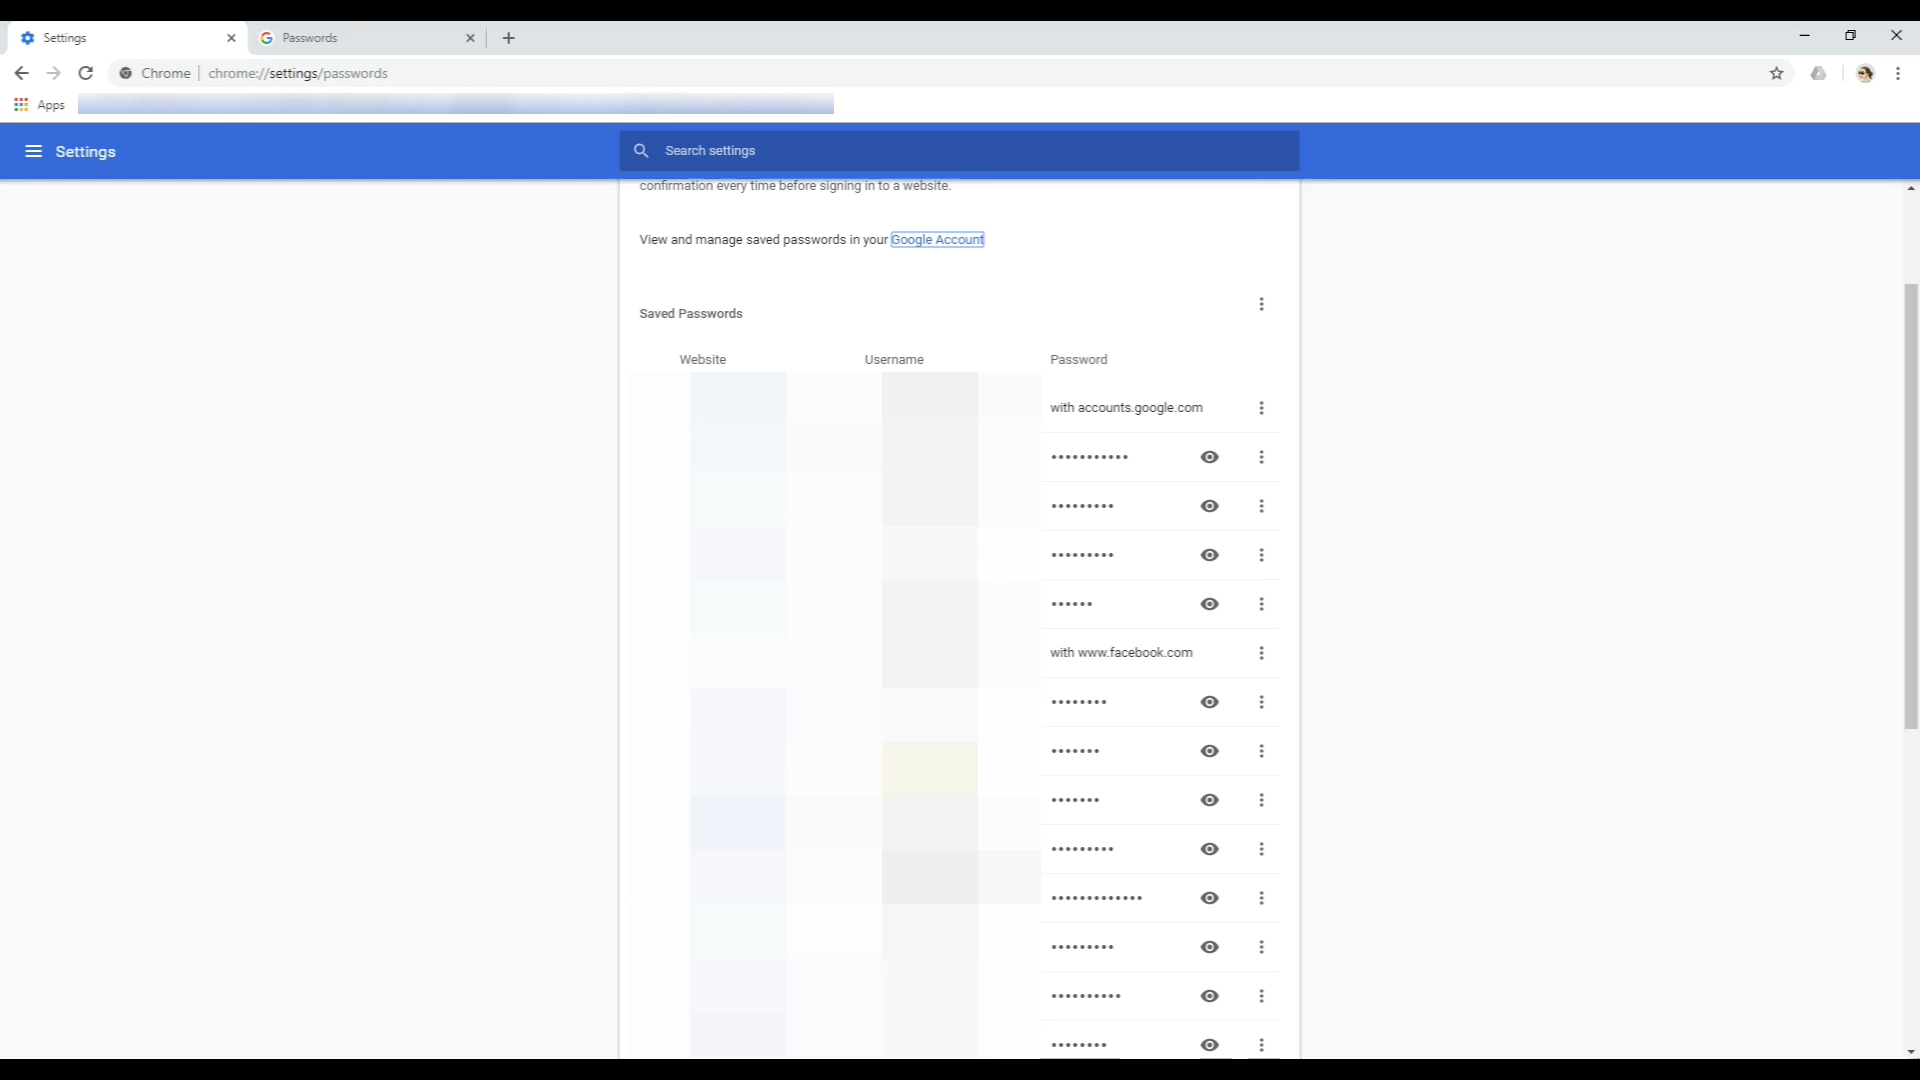 Settings
Passwords
Chrome | chrome://settings/passwords
Apps
Settings
Search settings
confirmation every time before signing in to a website.
View and manage saved passwords in your Google Account
Saved Passwords
Website Username Password
with accounts.google.com
•••••••••••
•••••••••
•••••••••
••••••
with www.facebook.com
••••••••
•••••••
•••••••
•••••••••
•••••••••••••
•••••••••
••••••••••
••••••••